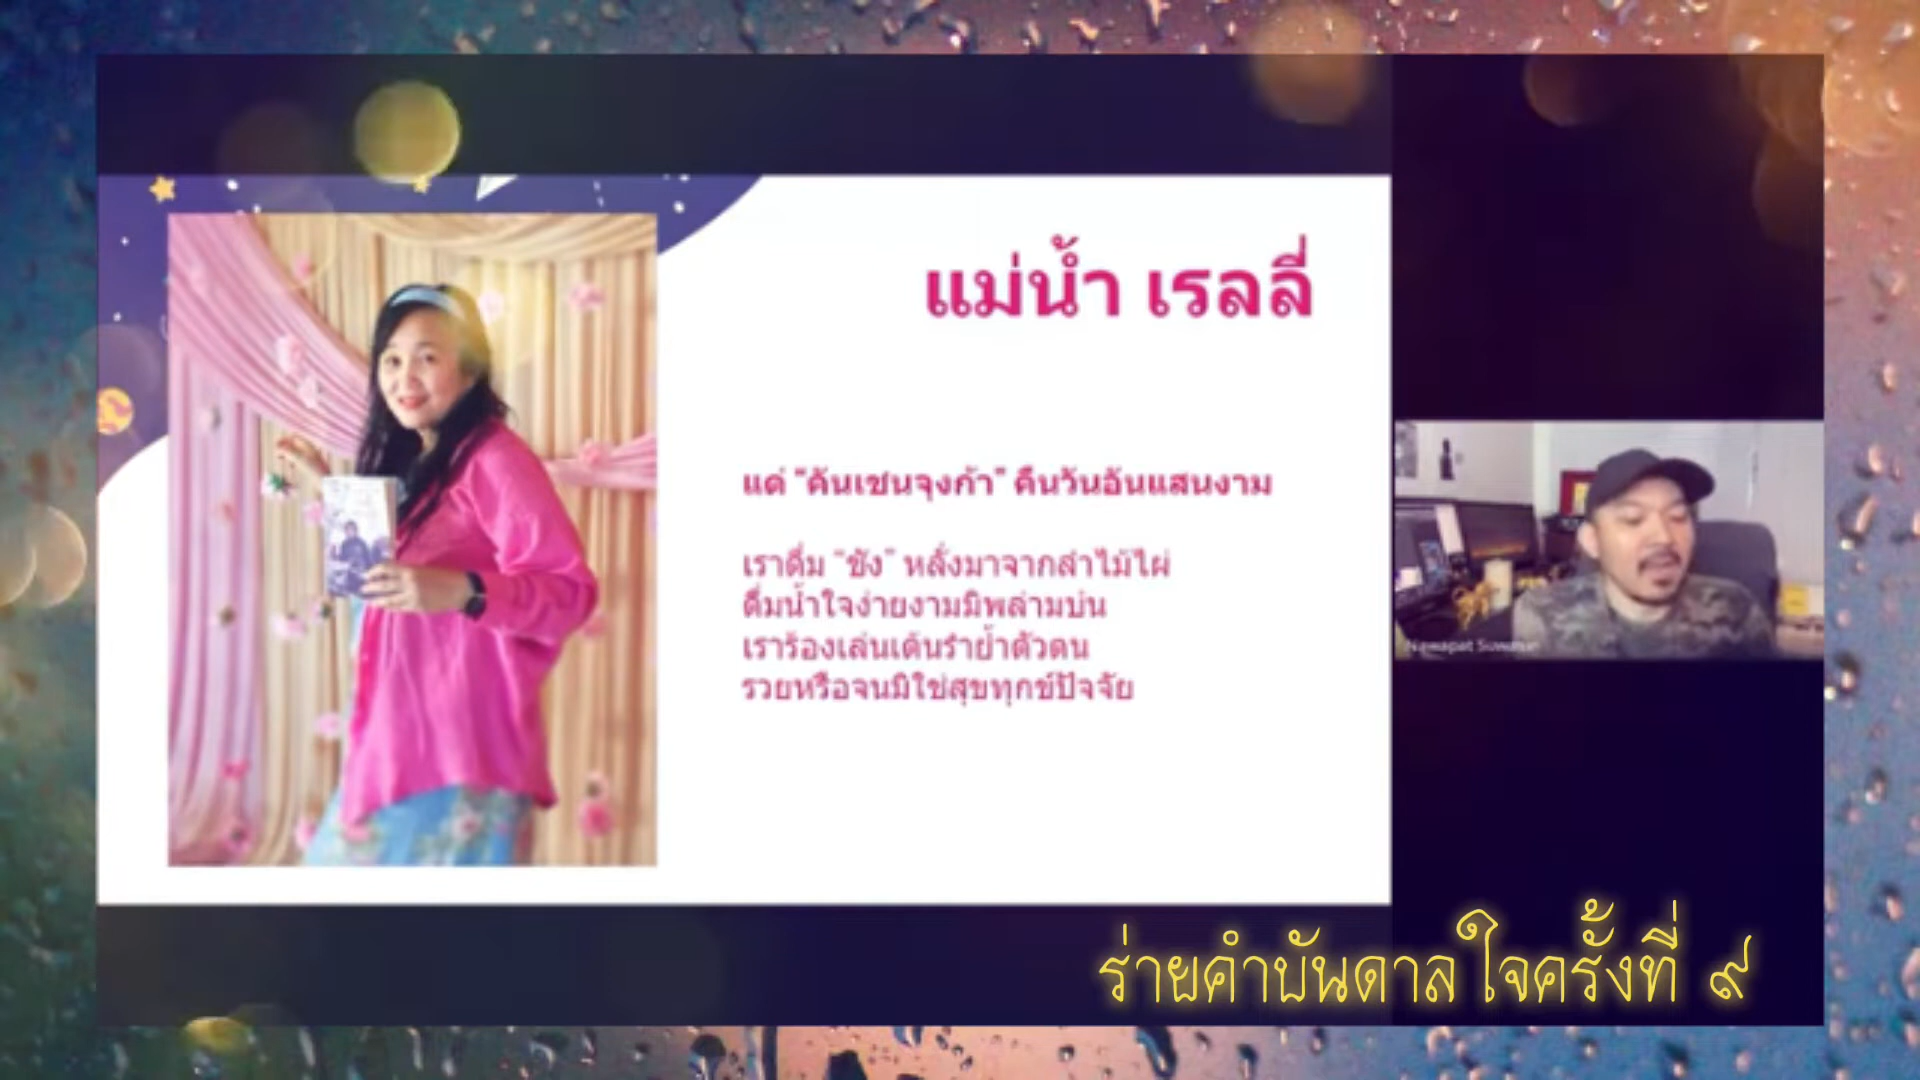 แม่น้ำ เรลลี่
แด่ "คันเชนจุงก้า" คืนวันอันแสนงาม
เราดื่ม "ชัง" หลั่งมาจากลำไม้ไผ่
ดื่มน้ำใจง่ายงามมิพล่ามบ่น
เราร้องเล่นเต้นรำย่ำตัวตน
รวยหรือจนมิใช่สุขทุกข์ปัจจัย
Nawapat
ร่ายคำบันดาลใจครั้งที่ ๙